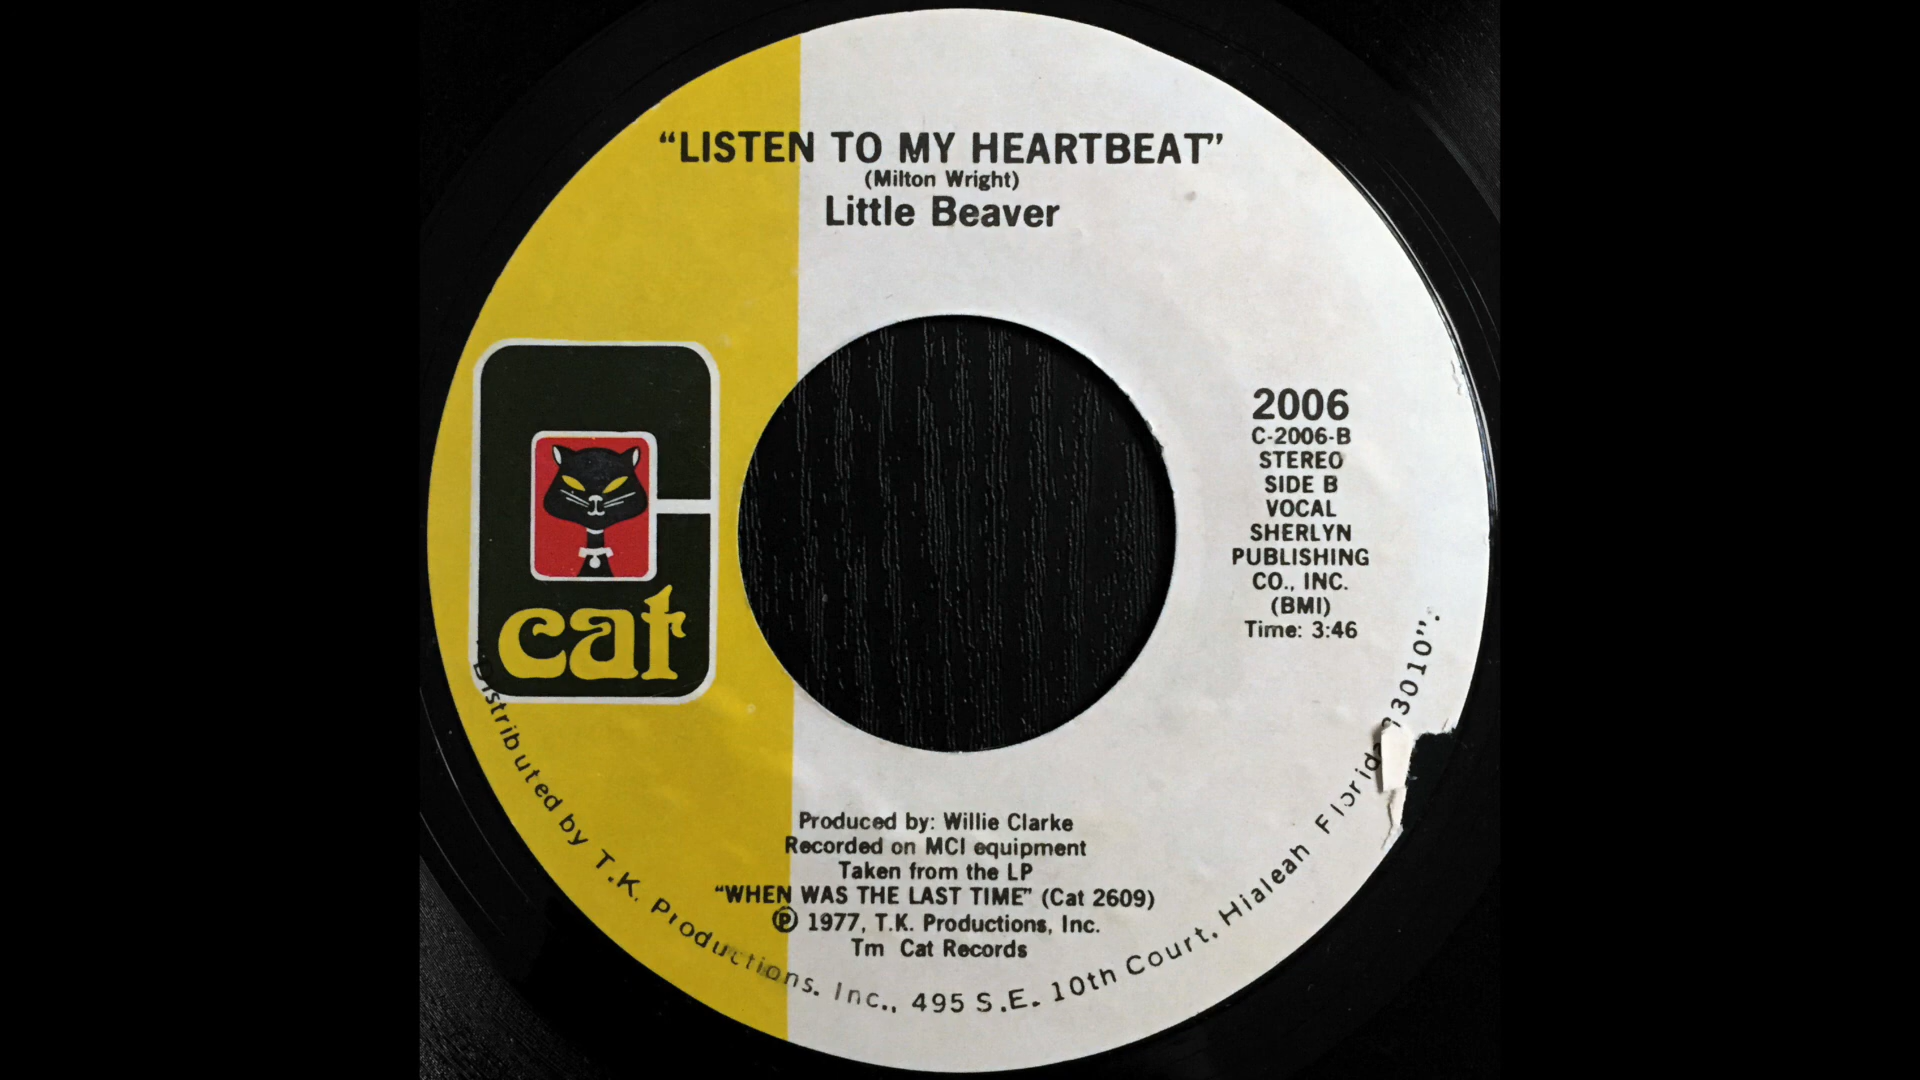 “LISTEN TO MY HEARTBEAT”
(Milton Wright)
Little Beaver
2006
C-2006-B
STEREO
SIDE B
VOCAL
SHERLYN
PUBLISHING
CO., INC.
(BMI)
Time: 3:46
cat
Produced by: Willie Clarke
Recorded on MCI equipment
Taken from the LP
“WHEN WAS THE LAST TIME” (Cat 2609)
Ⓟ 1977, T.K. Productions, Inc.
Tm Cat Records
Distributed by T.K. Productions. Inc., 495 S.E. 10th Court, Hialeah Florida 33010”.